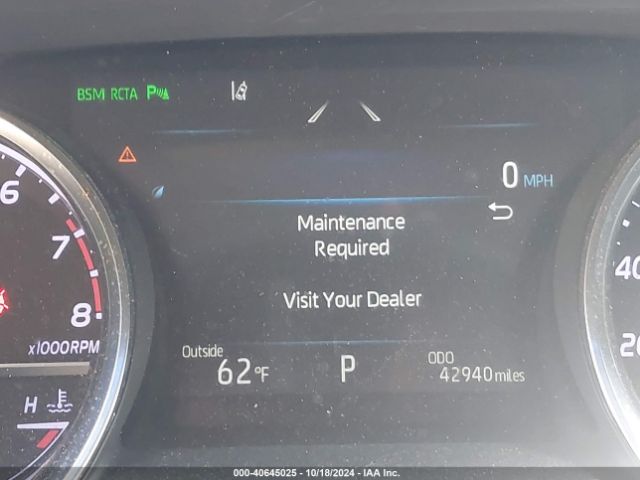 BSM RCTA P
0 MPH
Maintenance
Required
Visit Your Dealer
Outside
62°F
P
ODO
42940 miles
6
7
8
x1000RPM
H
40
20
000-40645025 - 10/18/2024 - IAA Inc.